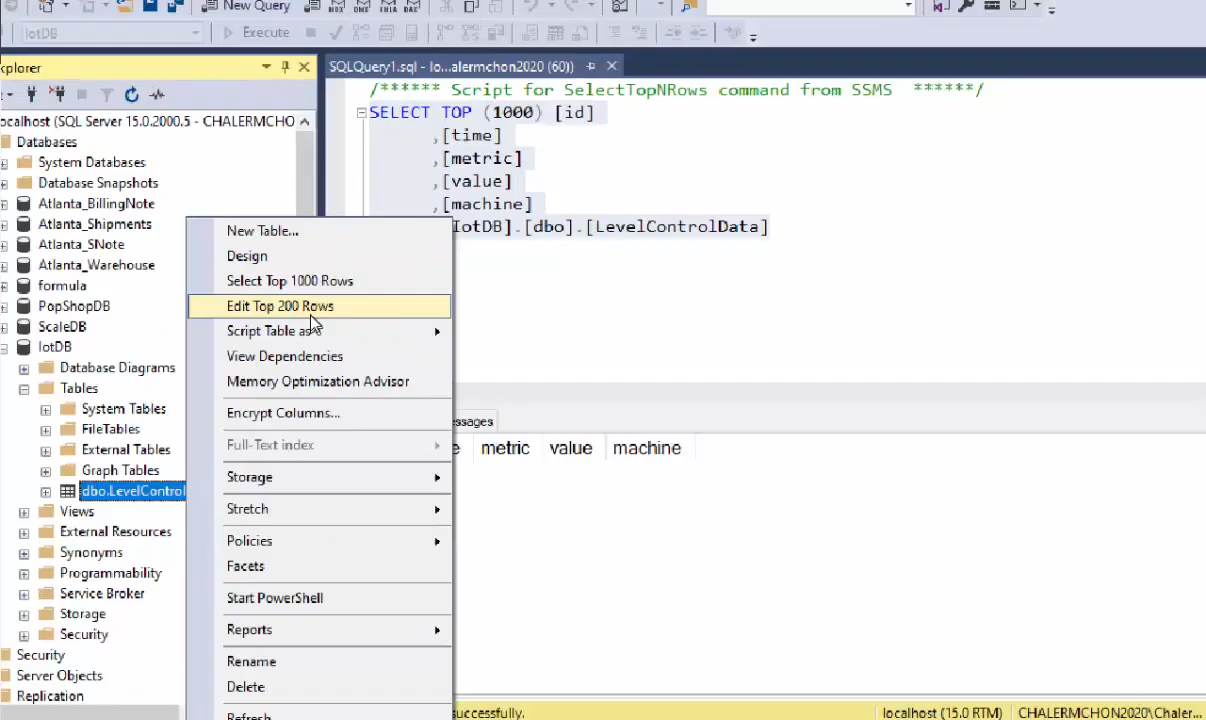 New Query
IotDB
Execute
xplorer
SQLQuery1.sql - lo...alermchon2020 (60))
/****** Script for SelectTopNRows command from SSMS ******/
SELECT TOP (1000) [id]
,[time]
,[metric]
,[value]
,[machine]
IotDB].[dbo].[LevelControlData]
ocalhost (SQL Server 15.0.2000.5 - CHALERMCHO
Databases
System Databases
Database Snapshots
Atlanta_BillingNote
Atlanta_Shipments
Atlanta_SNote
Atlanta_Warehouse
formula
PopShopDB
ScaleDB
IotDB
Database Diagrams
Tables
System Tables
FileTables
External Tables
Graph Tables
dbo.LevelControl
Views
External Resources
Synonyms
Programmability
Service Broker
Storage
Security
Security
Server Objects
Replication
New Table...
Design
Select Top 1000 Rows
Edit Top 200 Rows
Script Table as
View Dependencies
Memory Optimization Advisor
Encrypt Columns...
Full-Text index
Storage
Stretch
Policies
Facets
Start PowerShell
Reports
Rename
Delete
Refresh
essages
e metric value machine
successfully.
localhost (15.0 RTM)
CHALERMCHON2020\Chaler...